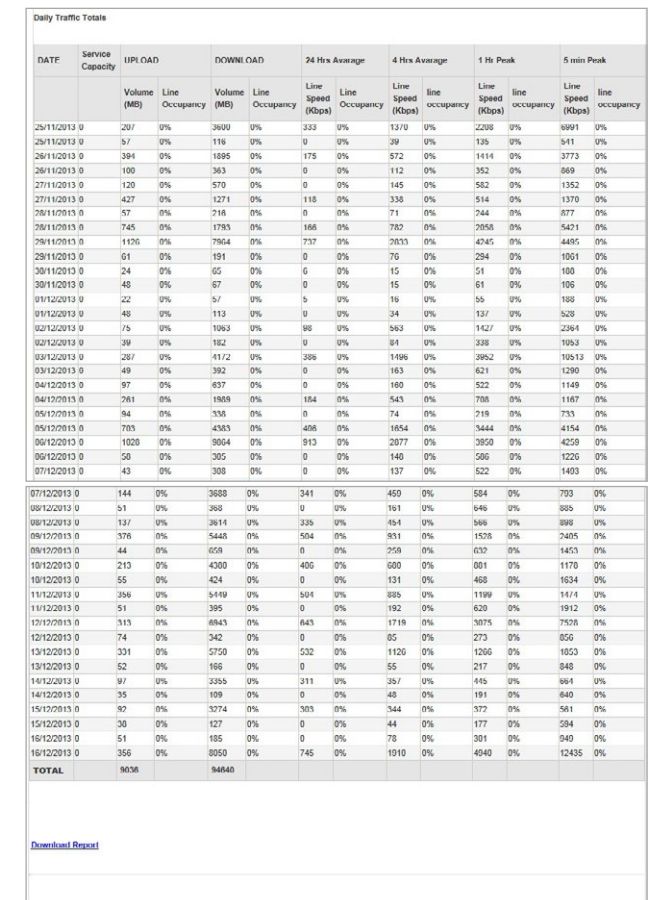 Daily Traffic Totals
DATE Service Capacity UPLOAD DOWNLOAD 24 Hrs Avarage 4 Hrs Avarage 1 Hr Peak 5 min Peak
Volume (MB) Line Occupancy Volume (MB) Line Occupancy Line Speed (Kbps) Line Occupancy Line Speed (Kbps) line occupancy Line Speed (Kbps) line occupancy Line Speed (Kbps) line occupancy
25/11/2013 0 207 0% 3600 0% 333 0% 1370 0% 2208 0% 6991 0%
25/11/2013 0 57 0% 116 0% 0 0% 39 0% 135 0% 541 0%
26/11/2013 0 394 0% 1895 0% 175 0% 572 0% 1414 0% 3773 0%
26/11/2013 0 100 0% 363 0% 0 0% 112 0% 352 0% 869 0%
27/11/2013 0 120 0% 570 0% 0 0% 145 0% 582 0% 1352 0%
27/11/2013 0 427 0% 1271 0% 118 0% 338 0% 514 0% 1370 0%
28/11/2013 0 57 0% 216 0% 0 0% 71 0% 244 0% 877 0%
28/11/2013 0 745 0% 1793 0% 166 0% 782 0% 2058 0% 5421 0%
29/11/2013 0 1126 0% 7964 0% 737 0% 2033 0% 4245 0% 4495 0%
29/11/2013 0 61 0% 191 0% 0 0% 76 0% 294 0% 1061 0%
30/11/2013 0 24 0% 65 0% 6 0% 15 0% 51 0% 188 0%
30/11/2013 0 48 0% 67 0% 0 0% 15 0% 61 0% 106 0%
01/12/2013 0 22 0% 57 0% 5 0% 16 0% 55 0% 188 0%
01/12/2013 0 48 0% 113 0% 0 0% 34 0% 137 0% 528 0%
02/12/2013 0 75 0% 1063 0% 98 0% 563 0% 1427 0% 2364 0%
02/12/2013 0 39 0% 182 0% 0 0% 84 0% 338 0% 1053 0%
03/12/2013 0 287 0% 4172 0% 386 0% 1496 0% 3952 0% 10513 0%
03/12/2013 0 49 0% 392 0% 0 0% 163 0% 621 0% 1290 0%
04/12/2013 0 97 0% 637 0% 0 0% 160 0% 522 0% 1149 0%
04/12/2013 0 261 0% 1989 0% 184 0% 543 0% 708 0% 1167 0%
05/12/2013 0 94 0% 338 0% 0 0% 74 0% 219 0% 733 0%
05/12/2013 0 703 0% 4383 0% 406 0% 1654 0% 3444 0% 4154 0%
06/12/2013 0 1028 0% 9864 0% 913 0% 2877 0% 3950 0% 4259 0%
06/12/2013 0 58 0% 305 0% 0 0% 148 0% 586 0% 1226 0%
07/12/2013 0 43 0% 308 0% 0 0% 137 0% 522 0% 1493 0%
07/12/2013 0 144 0% 3688 0% 341 0% 459 0% 584 0% 793 0%
08/12/2013 0 51 0% 368 0% 0 0% 161 0% 646 0% 885 0%
08/12/2013 0 137 0% 3614 0% 335 0% 454 0% 566 0% 898 0%
09/12/2013 0 376 0% 5448 0% 504 0% 931 0% 1528 0% 2405 0%
09/12/2013 0 44 0% 659 0% 0 0% 259 0% 632 0% 1453 0%
10/12/2013 0 213 0% 4380 0% 406 0% 680 0% 881 0% 1178 0%
10/12/2013 0 55 0% 424 0% 0 0% 131 0% 468 0% 1634 0%
11/12/2013 0 356 0% 5449 0% 504 0% 885 0% 1199 0% 1474 0%
11/12/2013 0 51 0% 395 0% 0 0% 192 0% 620 0% 1912 0%
12/12/2013 0 313 0% 6943 0% 643 0% 1719 0% 3075 0% 7528 0%
12/12/2013 0 74 0% 342 0% 0 0% 85 0% 273 0% 856 0%
13/12/2013 0 331 0% 5750 0% 532 0% 1126 0% 1266 0% 1853 0%
13/12/2013 0 52 0% 166 0% 0 0% 55 0% 217 0% 848 0%
14/12/2013 0 97 0% 3355 0% 311 0% 357 0% 445 0% 664 0%
14/12/2013 0 35 0% 109 0% 0 0% 48 0% 191 0% 640 0%
15/12/2013 0 92 0% 3274 0% 303 0% 344 0% 372 0% 561 0%
15/12/2013 0 38 0% 127 0% 0 0% 44 0% 177 0% 594 0%
16/12/2013 0 51 0% 185 0% 0 0% 78 0% 301 0% 949 0%
16/12/2013 0 356 0% 8050 0% 745 0% 1910 0% 4940 0% 12435 0%
TOTAL 9036 94640
Download Report